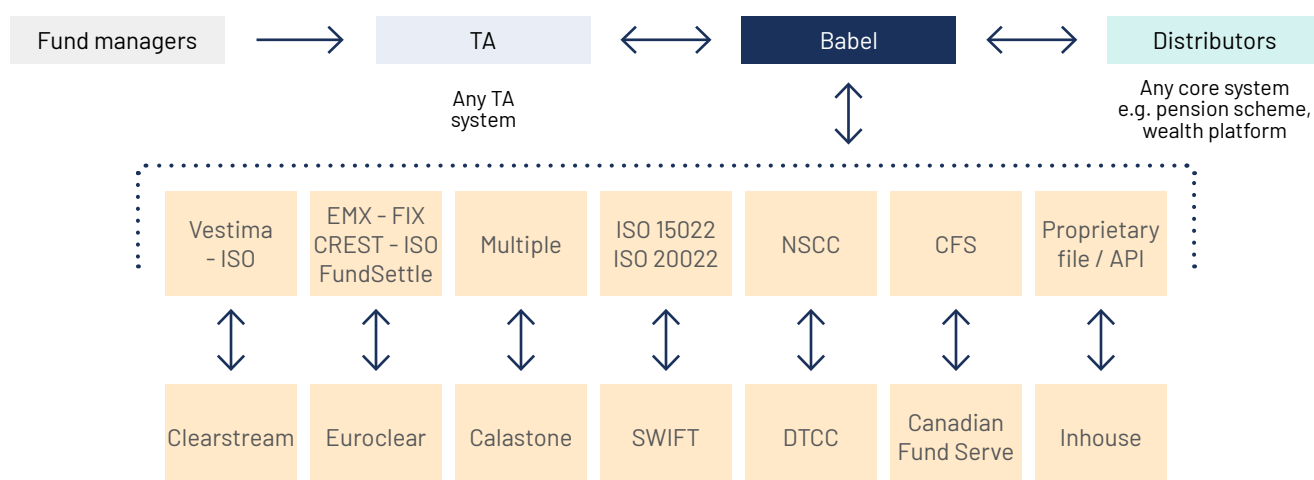 Fund managers
TA
Babel
Distributors
Any TA
system
Any core system
e.g. pension scheme,
wealth platform
Vestima
- ISO
EMX - FIX
CREST - ISO
FundSettle
Multiple
ISO 15022
ISO 20022
NSCC
CFS
Proprietary
file / API
Clearstream
Euroclear
Calastone
SWIFT
DTCC
Canadian
Fund Serve
Inhouse